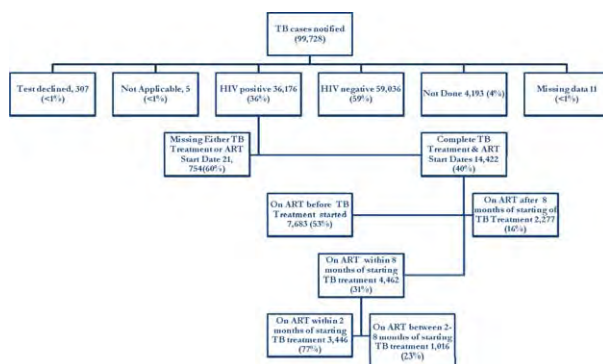 TB cases notified
(99,728)
Test declined, 307
(<1%)
Not Applicable, 5
(<1%)
HIV positive 36,176
(36%)
HIV negative 59,036
(59%)
Not Done 4,193 (4%)
Missing data 11
(<1%)
Missing Either TB
Treatment or ART
Start Date 21,
754(60%)
Complete TB
Treatment & ART
Start Dates 14,422
(40%)
On ART before TB
Treatment started
7,683 (53%)
On ART after 8
months of starting of
TB Treatment 2,277
(16%)
On ART within 8
months of starting
TB treatment 4,462
(31%)
On ART within 2
months of starting
TB treatment 3,446
(77%)
On ART between 2-
8 months of starting
TB treatment 1,016
(23%)